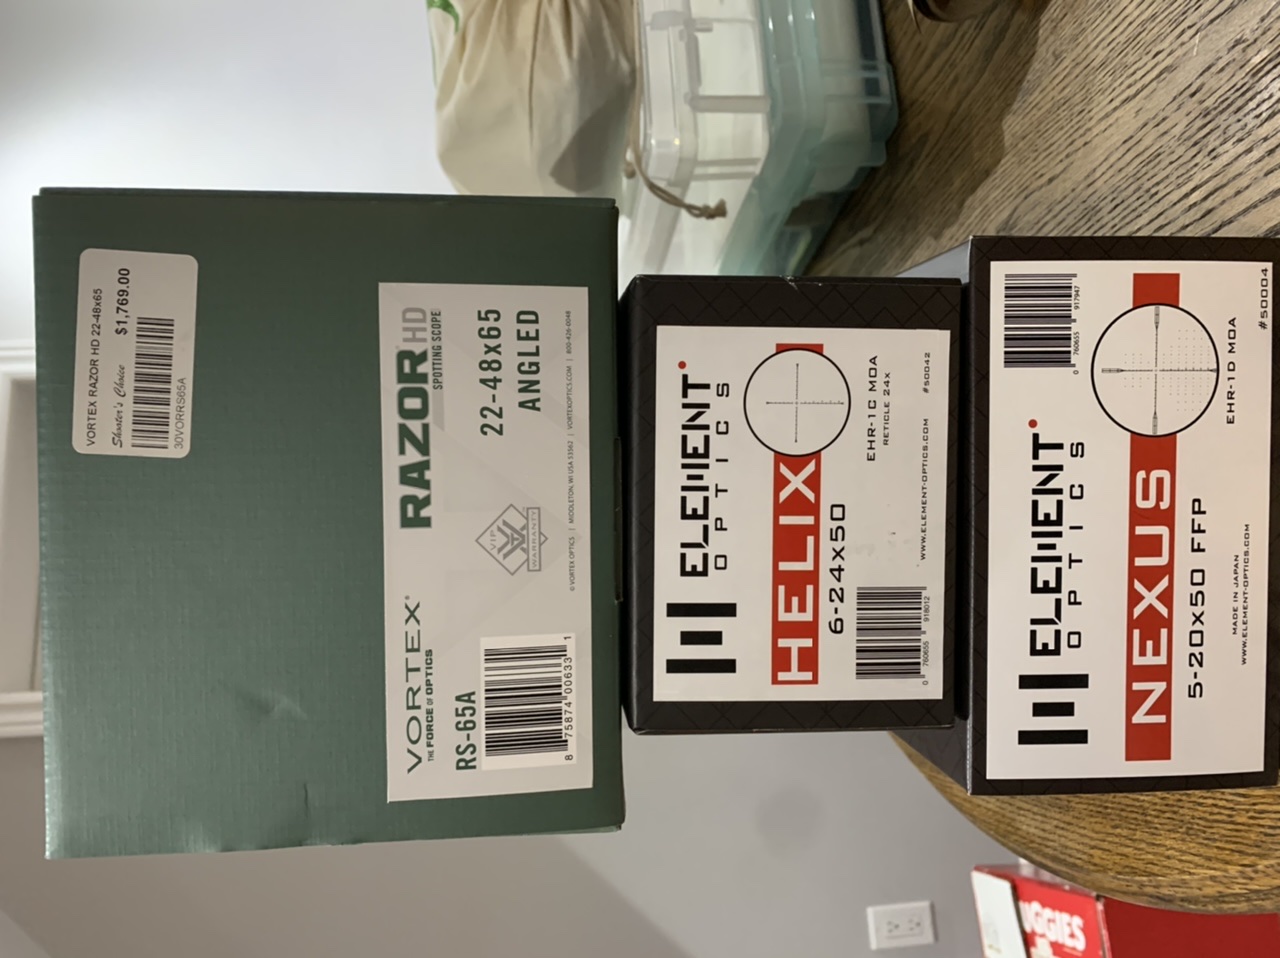 VORTEX RAZOR HD 22-48x65
Shooter's Choice $1,769.00
30VORRS65A
VORTEX®
THE FORCE OF OPTICS
RAZOR HD
SPOTTING SCOPE
RS-65A
22-48x65
ANGLED
VIP
WARRANTY
8 75874 00633 1
© VORTEX OPTICS | MIDDLETON, WI USA 53562 | VORTEXOPTICS.COM | 800-426-0048
ELEMENT
OPTICS
HELIX
6-24x50
EHR-1C MOA
RETICLE 24x
0 760655 918012
WWW.ELEMENT-OPTICS.COM
#50042
ELEMENT
OPTICS
0 760655 917947
NEXUS
5-20x50 FFP
EHR-1D MOA
MADE IN JAPAN
WWW.ELEMENT-OPTICS.COM
#50004
UGGIES